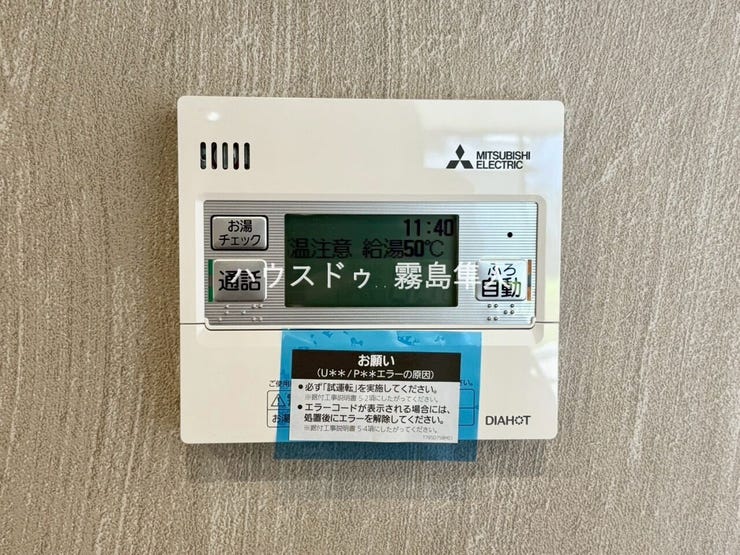 MITSUBISHI
ELECTRIC
お湯
チェック
11:40
温注意 給湯50℃
通話
ふろ
自動
ハウスドゥ 霧島隼人
お願い
(U**/P**エラーの原因)
●必ず「試運転」を実施してください。
※据付工事説明書 5-2項にしたがってください。
●エラーコードが表示される場合には、
処置後にエラーを解除してください。
※据付工事説明書 5-4項にしたがってください。
ご使用
お湯
DIAHOT